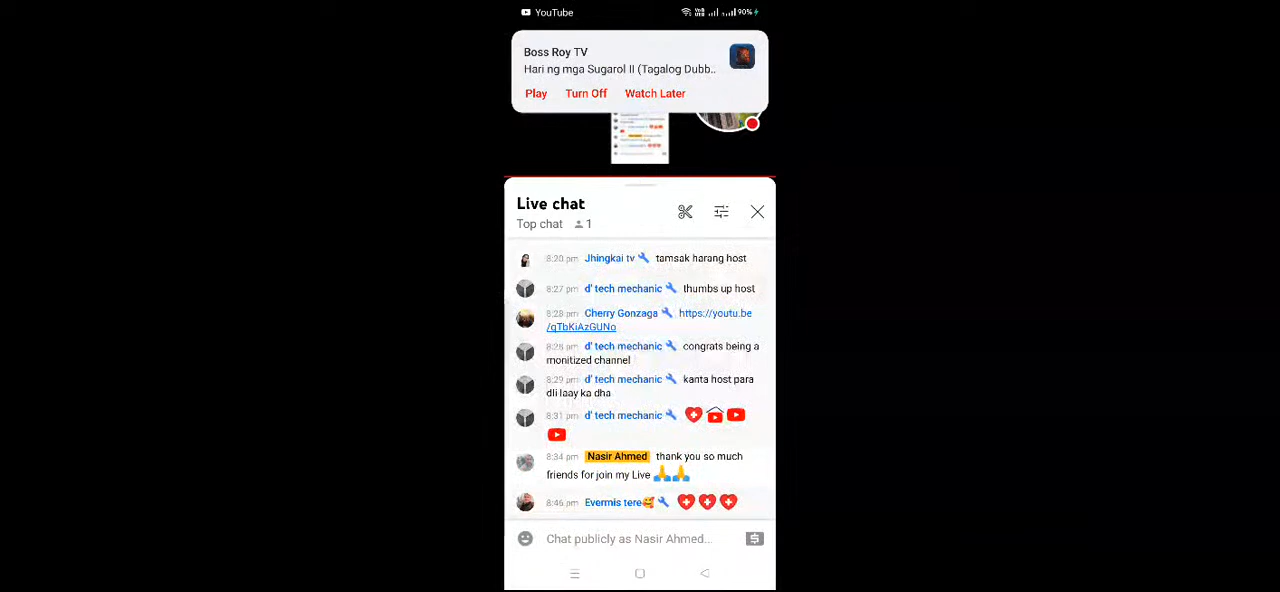 YouTube
90%
Boss Roy TV
Hari ng mga Sugarol II (Tagalog Dubb..
Play Turn Off Watch Later
Live chat
Top chat 1
8:20 pm Jhingkai tv tamsak harang host
8:27 pm d' tech mechanic thumbs up host
8:28 pm Cherry Gonzaga https://youtu.be
/qTbKiAzGUNo
8:28 pm d' tech mechanic congrats being a
monitized channel
8:29 pm d' tech mechanic kanta host para
dli laay ka dha
8:31 pm d' tech mechanic
8:34 pm Nasir Ahmed thank you so much
friends for join my Live 🙏🙏
8:46 pm Evermis tere🥰
Chat publicly as Nasir Ahmed...